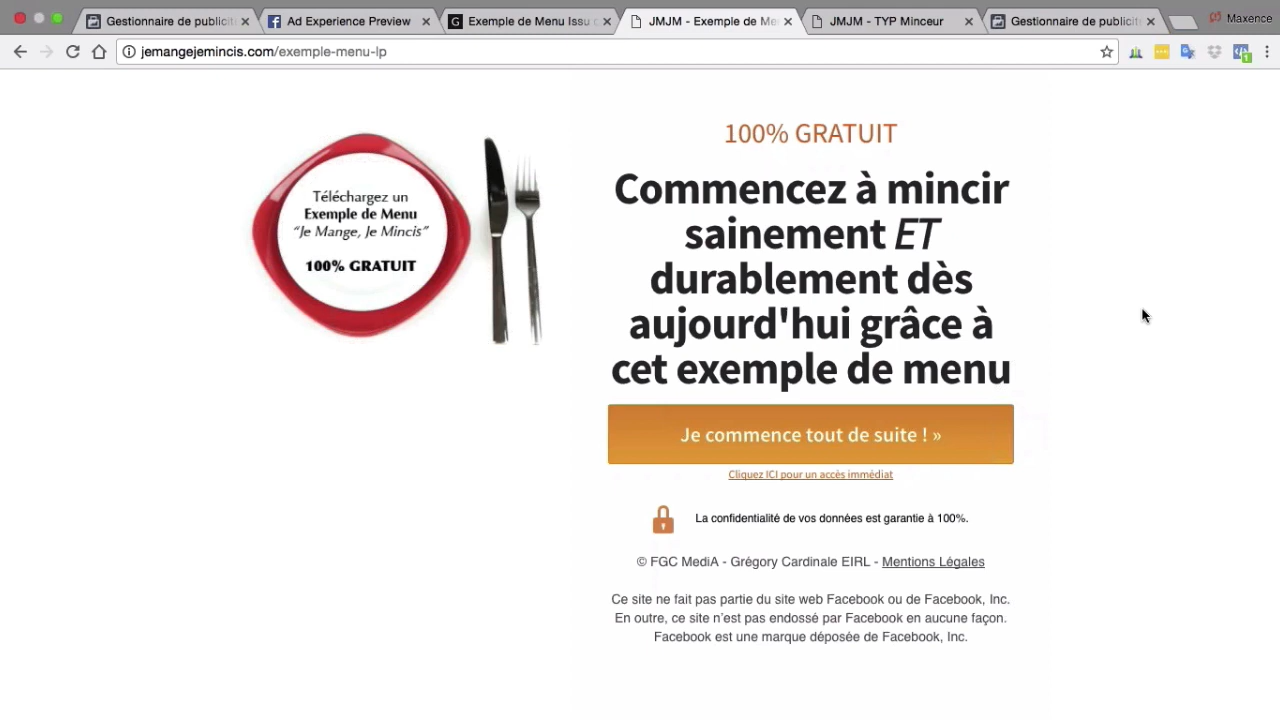 Gestionnaire de publicit
Ad Experience Preview
Exemple de Menu Issu
JMJM - Exemple de Me
JMJM - TYP Minceur
Gestionnaire de publicit
Maxence
jemangejemincis.com/exemple-menu-lp
Téléchargez un
Exemple de Menu
“Je Mange, Je Mincis”
100% GRATUIT
100% GRATUIT
Commencez à mincir
sainement ET
durablement dès
aujourd'hui grâce à
cet exemple de menu
Je commence tout de suite ! »
Cliquez ICI pour un accès immédiat
La confidentialité de vos données est garantie à 100%.
© FGC MediA - Grégory Cardinale EIRL - Mentions Légales
Ce site ne fait pas partie du site web Facebook ou de Facebook, Inc.
En outre, ce site n’est pas endossé par Facebook en aucune façon.
Facebook est une marque déposée de Facebook, Inc.